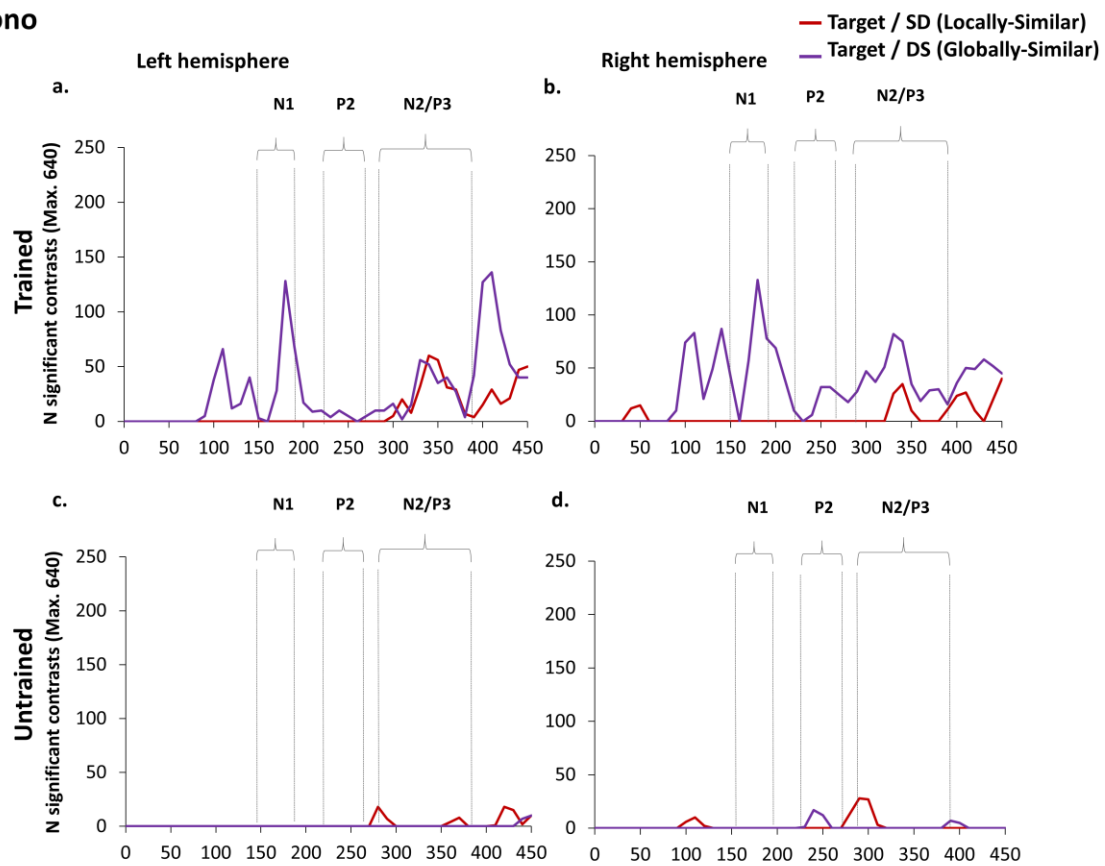 ono
Target / SD (Locally-Similar)
Target / DS (Globally-Similar)
Left hemisphere
Right hemisphere
a.
N1 P2 N2/P3
b.
N1 P2 N2/P3
Trained
N significant contrasts (Max. 640)
250
200
150
100
50
0
0 50 100 150 200 250 300 350 400 450
250
200
150
100
50
0
0 50 100 150 200 250 300 350 400 450
c.
N1 P2 N2/P3
d.
N1 P2 N2/P3
Untrained
N significant contrasts (Max. 640)
250
200
150
100
50
0
0 50 100 150 200 250 300 350 400 450
250
200
150
100
50
0
0 50 100 150 200 250 300 350 400 450